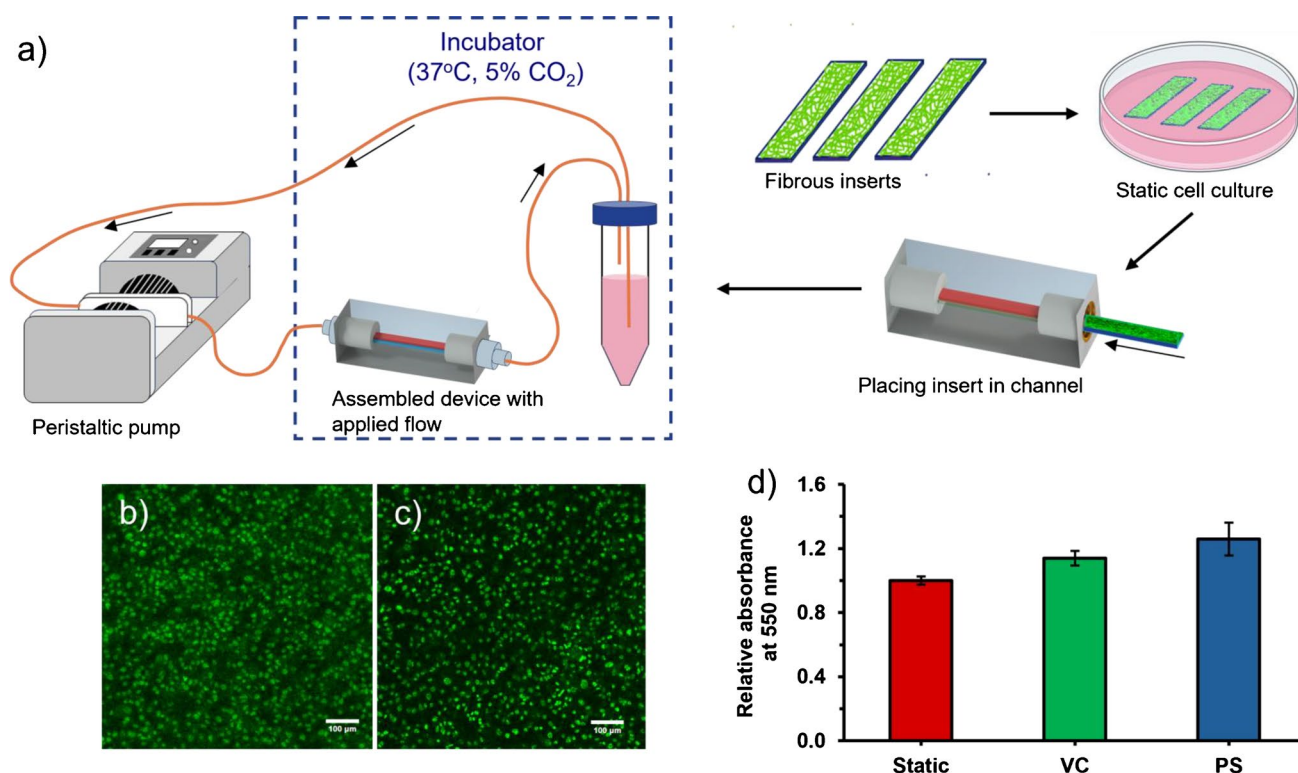 a)
Incubator
(37°C, 5% CO₂)
Fibrous inserts
Static cell culture
Placing insert in channel
Assembled device with
applied flow
Peristaltic pump
b)
100 µm
c)
100 µm
d)
Relative absorbance
at 550 nm
1.6
1.2
0.8
0.4
0.0
Static VC PS